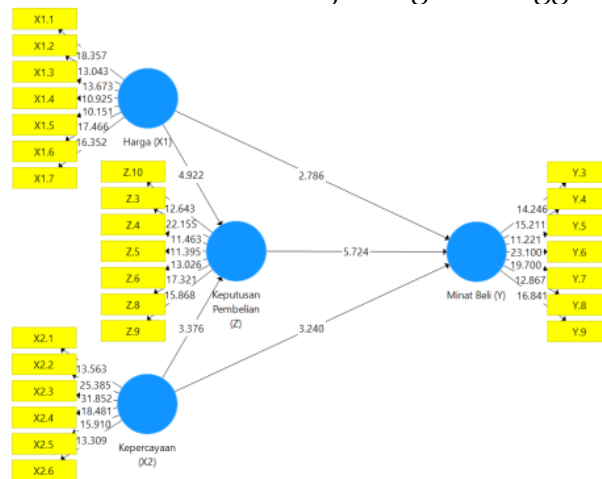 X1.1
X1.2
X1.3
X1.4
X1.5
X1.6
X1.7
18.357
13.043
13.673
10.925
10.151
17.466
16.352
Harga (X1)
4.922
2.786
Z.10
Z.3
Z.4
Z.5
Z.6
Z.8
Z.9
12.643
22.155
11.463
11.395
13.026
17.321
15.868
Keputusan
Pembelian
(Z)
5.724
3.376
3.240
Y.3
Y.4
Y.5
Y.6
Y.7
Y.8
Y.9
14.246
15.211
11.221
23.100
19.700
12.867
16.841
Minat Beli (Y)
X2.1
X2.2
X2.3
X2.4
X2.5
X2.6
13.563
25.385
31.852
18.481
15.910
13.309
Kepercayaan
(X2)